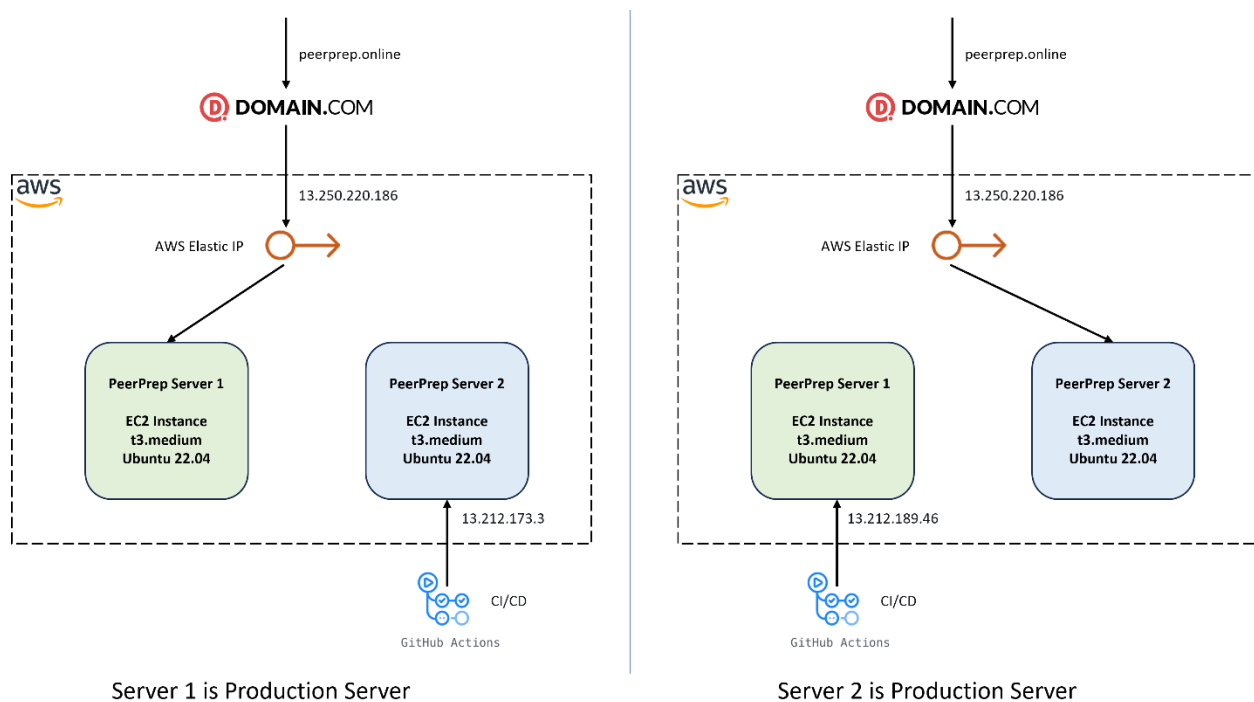 peerprep.online
DOMAIN.COM
aws
13.250.220.186
AWS Elastic IP
PeerPrep Server 1
EC2 Instance
t3.medium
Ubuntu 22.04
PeerPrep Server 2
EC2 Instance
t3.medium
Ubuntu 22.04
13.212.173.3
CI/CD
GitHub Actions
Server 1 is Production Server
peerprep.online
DOMAIN.COM
aws
13.250.220.186
AWS Elastic IP
PeerPrep Server 1
EC2 Instance
t3.medium
Ubuntu 22.04
PeerPrep Server 2
EC2 Instance
t3.medium
Ubuntu 22.04
13.212.189.46
CI/CD
GitHub Actions
Server 2 is Production Server